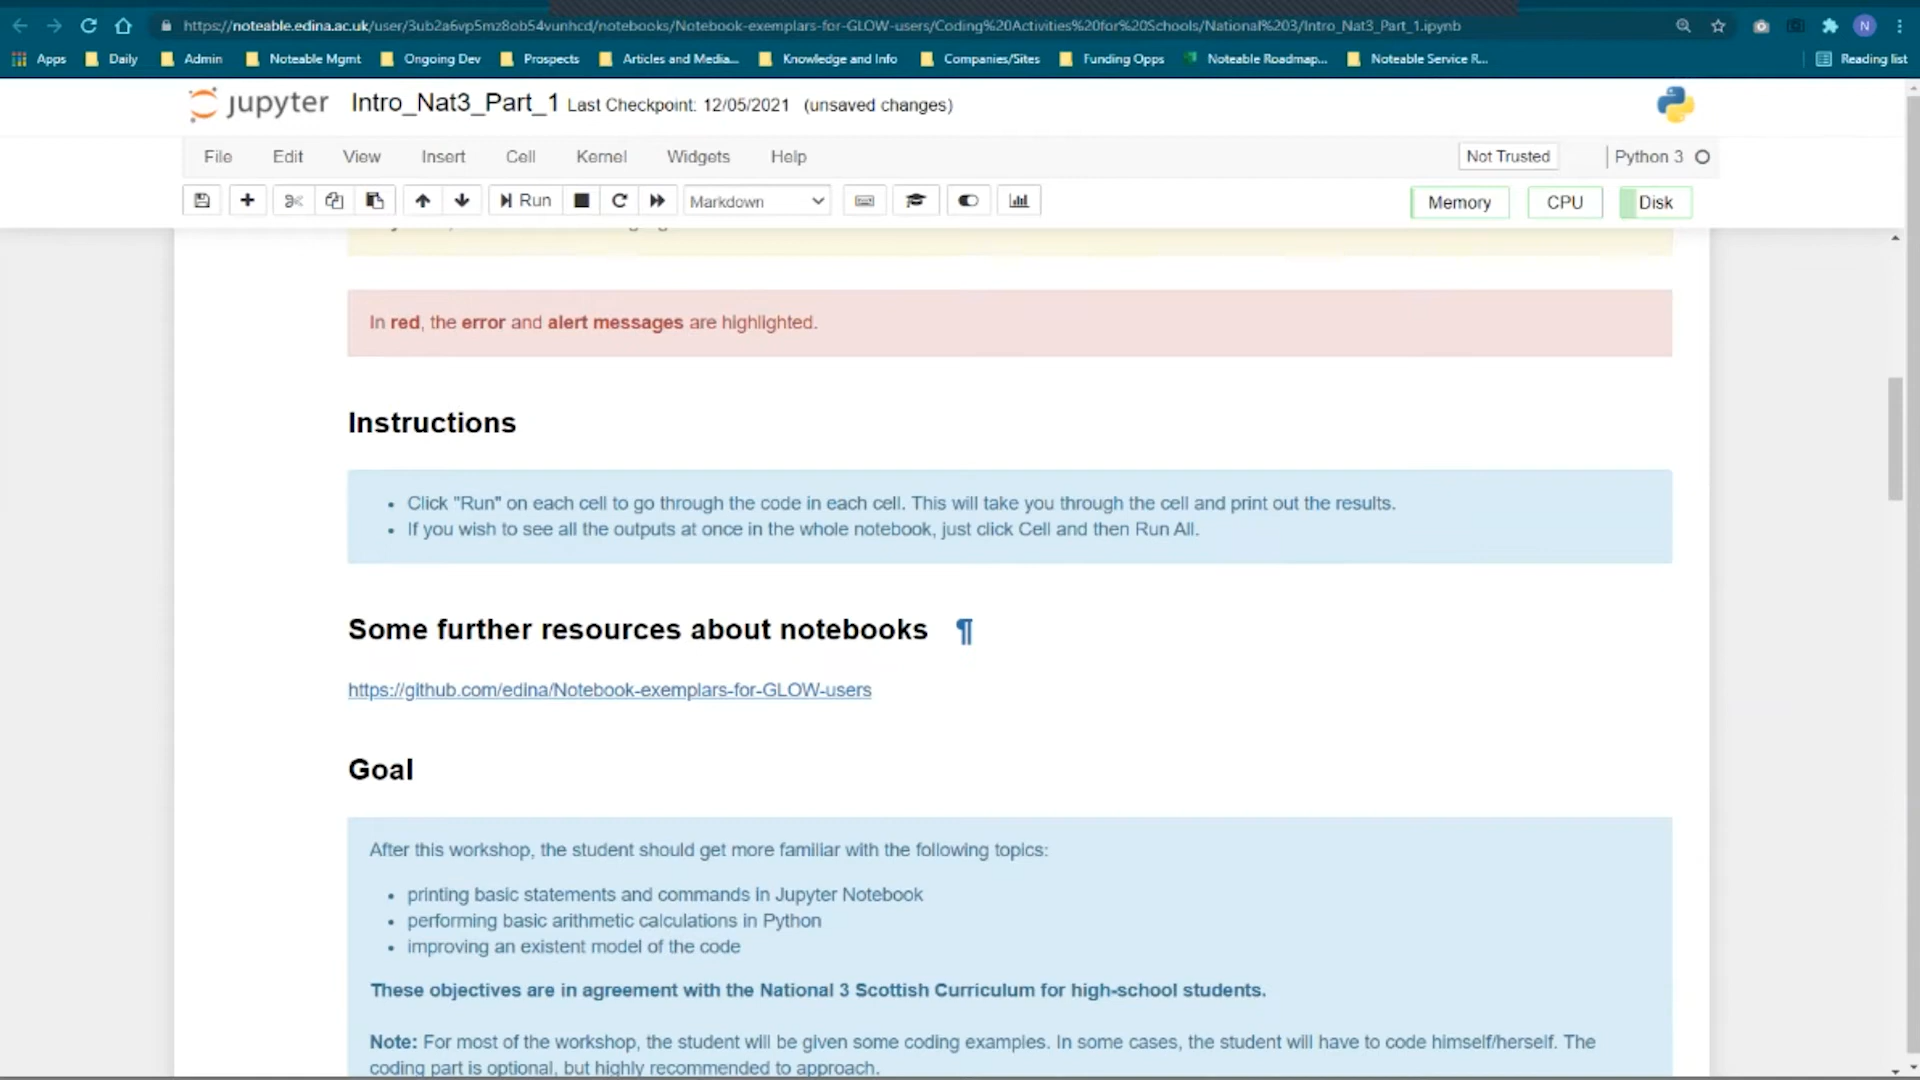 https://noteable.edina.ac.uk/user/3ub2a6vp5mz8ob54vunhcd/notebooks/Notebook-exemplars-for-GLOW-users/Coding%20Activities%20for%20Schools/National%203/Intro_Nat3_Part_1.ipynb N
Apps Daily Admin Noteable Mgmt Ongoing Dev Prospects Articles and Media... Knowledge and Info Companies/Sites Funding Opps Noteable Roadmap... Noteable Service R... Reading list
jupyter Intro_Nat3_Part_1 Last Checkpoint: 12/05/2021 (unsaved changes)
File Edit View Insert Cell Kernel Widgets Help Not Trusted Python 3
Run Markdown Memory CPU Disk
In red, the error and alert messages are highlighted.
Instructions
• Click "Run" on each cell to go through the code in each cell. This will take you through the cell and print out the results.
• If you wish to see all the outputs at once in the whole notebook, just click Cell and then Run All.
Some further resources about notebooks ¶
https://github.com/edina/Notebook-exemplars-for-GLOW-users
Goal
After this workshop, the student should get more familiar with the following topics:
• printing basic statements and commands in Jupyter Notebook
• performing basic arithmetic calculations in Python
• improving an existent model of the code
These objectives are in agreement with the National 3 Scottish Curriculum for high-school students.
Note: For most of the workshop, the student will be given some coding examples. In some cases, the student will have to code himself/herself. The
coding part is optional, but highly recommended to approach.